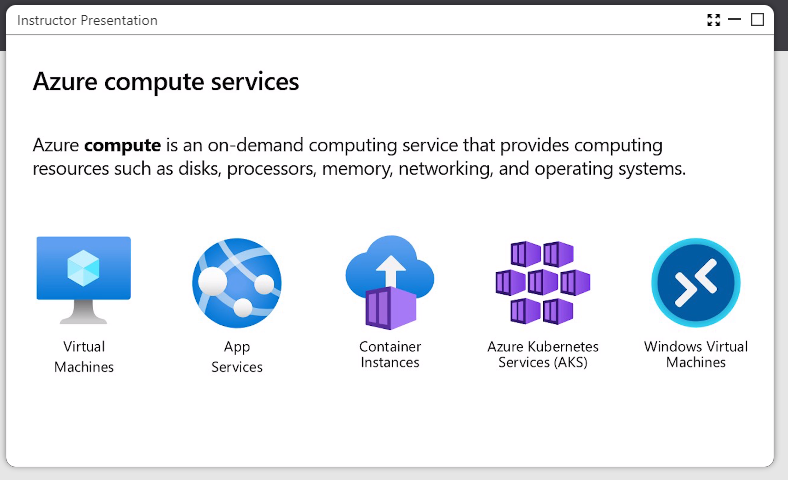 Instructor Presentation
Azure compute services
Azure compute is an on-demand computing service that provides computing
resources such as disks, processors, memory, networking, and operating systems.
Virtual
Machines
App
Services
Container
Instances
Azure Kubernetes
Services (AKS)
Windows Virtual
Machines